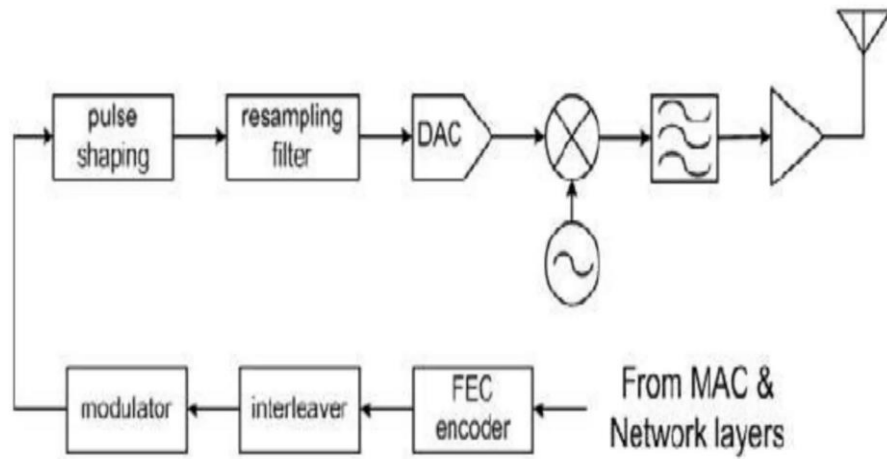 pulse
shaping
resampling
filter
DAC
modulator
interleaver
FEC
encoder
From MAC &
Network layers